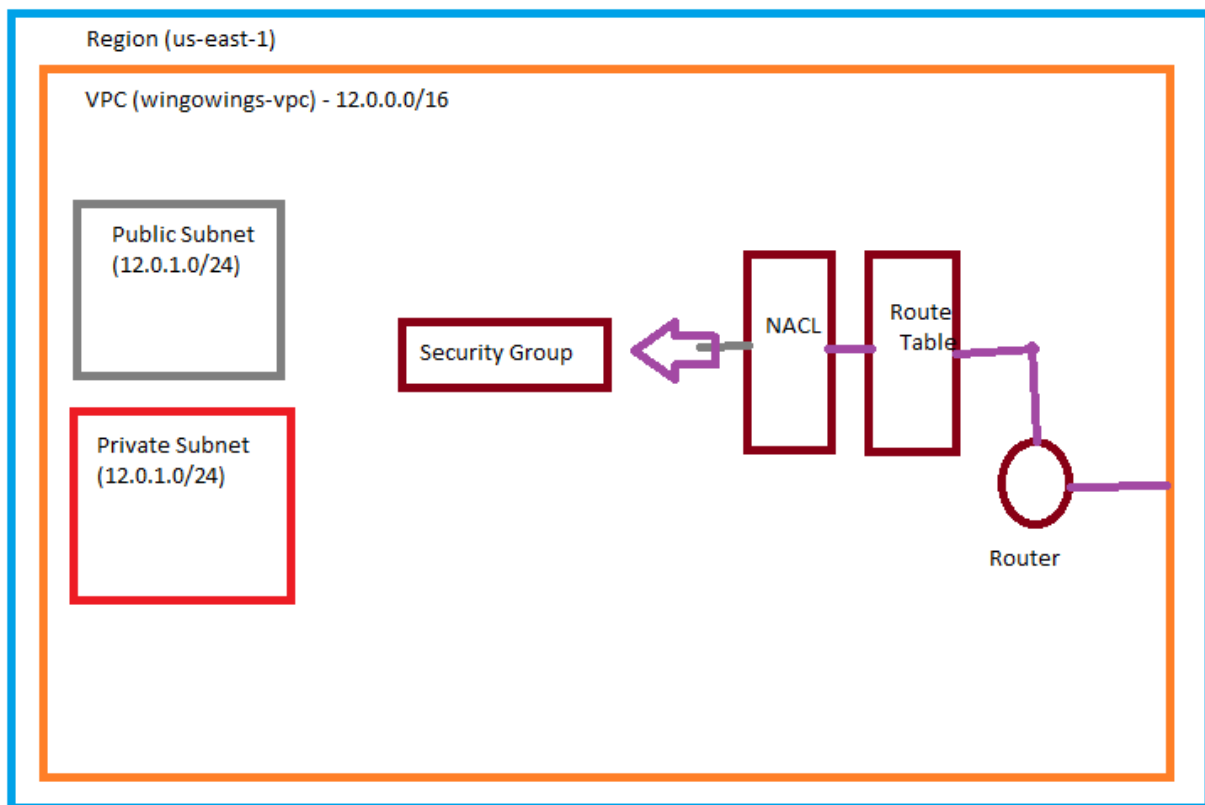 Region (us-east-1)
VPC (wingowings-vpc) - 12.0.0.0/16
Public Subnet
(12.0.1.0/24)
Security Group
NACL
Route
Table
Private Subnet
(12.0.1.0/24)
Router